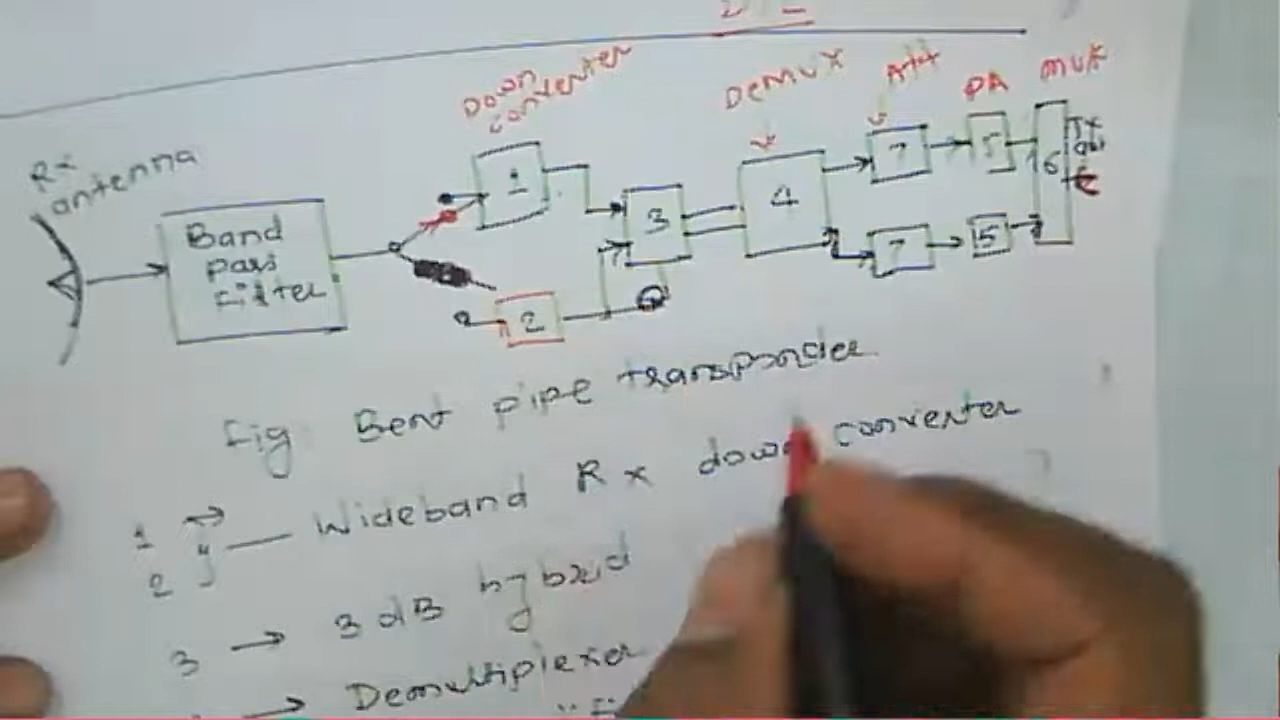 Down
converter
Demux
Att
PA
mux
Rx
antenna
Band
pass
filter
1
2
3
4
7
5
7
5
6
Tx
fig Bent pipe transponder
1 →
2 — Wideband Rx down converter
3 → 3 dB hybrid
→ Demultiplexer